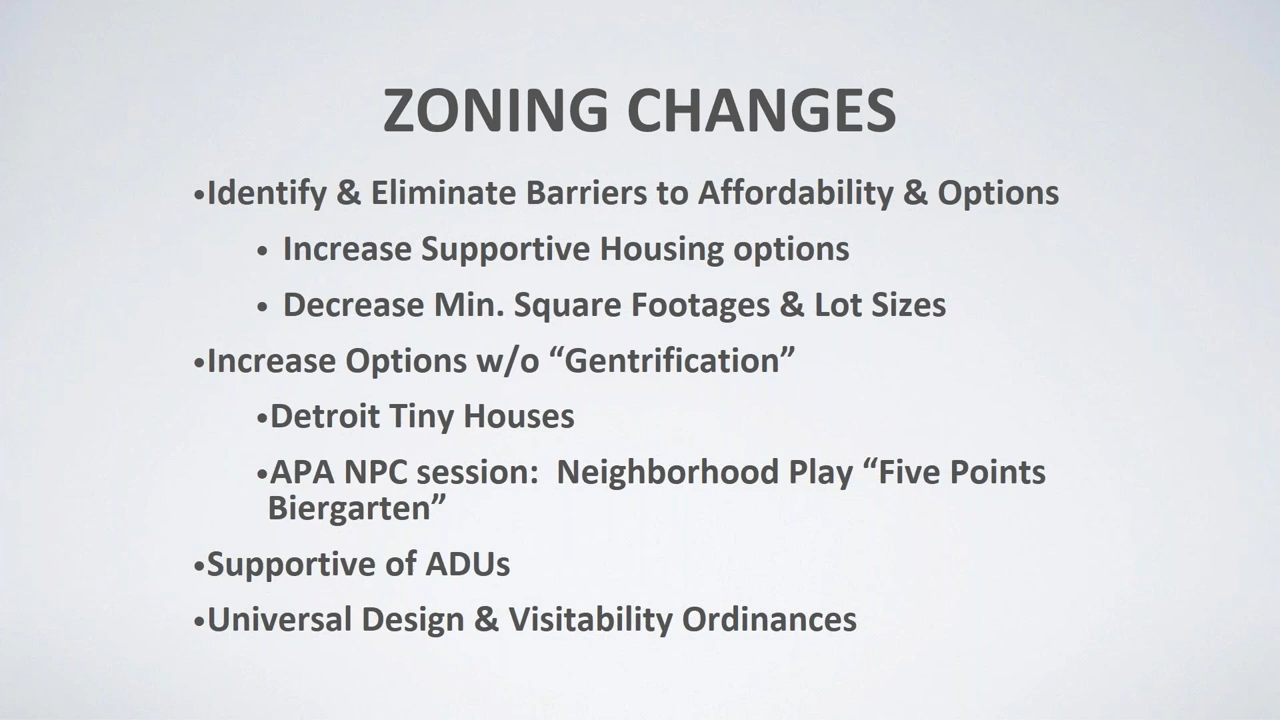 ZONING CHANGES
•Identify & Eliminate Barriers to Affordability & Options
• Increase Supportive Housing options
• Decrease Min. Square Footages & Lot Sizes
•Increase Options w/o “Gentrification”
•Detroit Tiny Houses
•APA NPC session:  Neighborhood Play “Five Points
Biergarten”
•Supportive of ADUs
•Universal Design & Visitability Ordinances